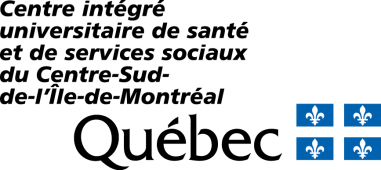 Centre intégré
universitaire de santé
et de services sociaux
du Centre-Sud-
de-l'Île-de-Montréal
Québec